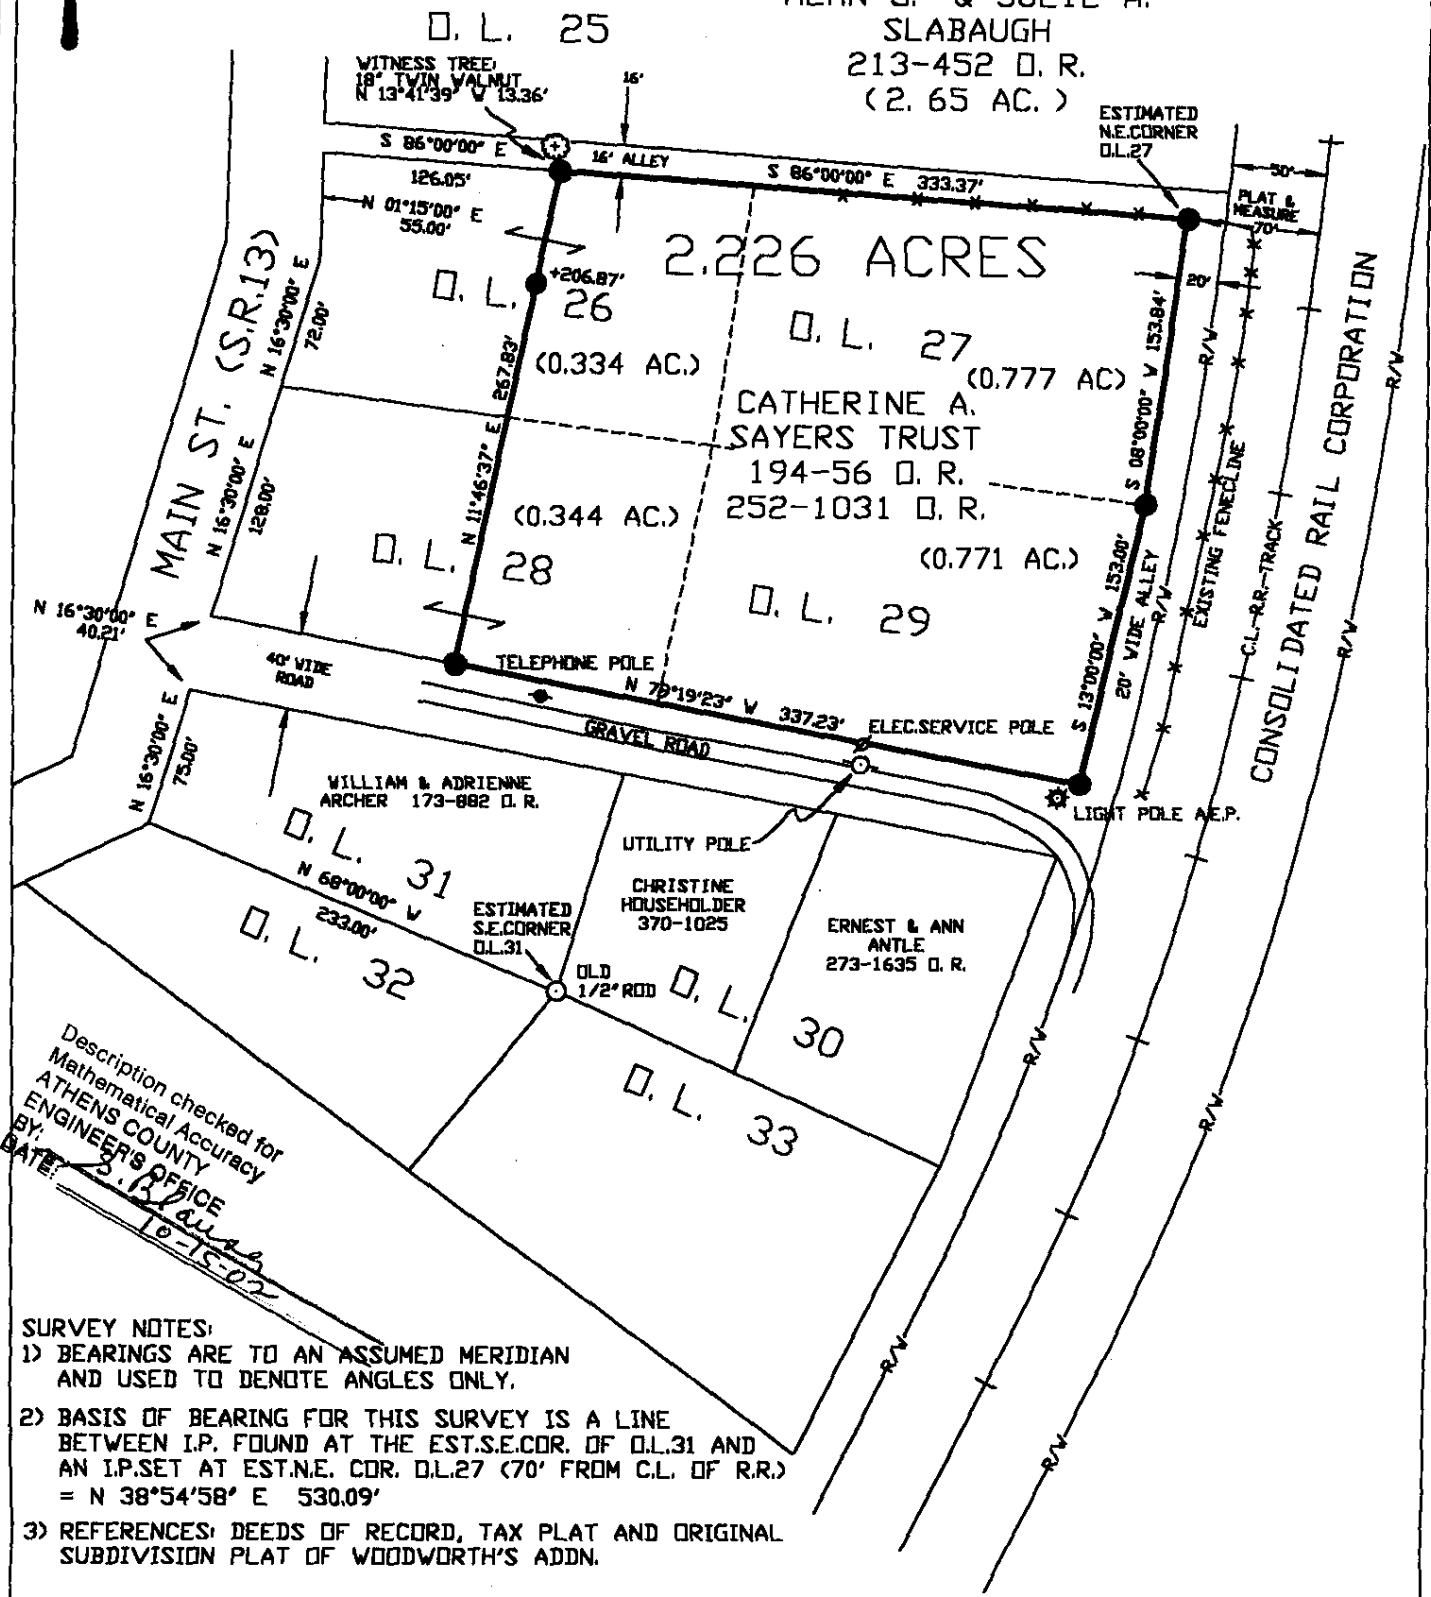 O. L. 25
SLABAUGH
213-452 O. R.
(2. 65 AC. )
WITNESS TREE:
18" TWIN WALNUT
N 13°41'39" W 13.36'
16'
ESTIMATED
N.E.CORNER
O.L.27
S 86°00'00" E
126.05'
16' ALLEY
S 86°00'00" E 333.37'
50'
PLAT &
MEASURE
70'
N 01°15'00" E
55.00'
2.226 ACRES
+206.87'
20'
O. L. 26
(0.334 AC.)
O. L. 27
(0.777 AC)
N 16°30'00" E
72.00'
MAIN ST. (S.R.13)
N 11°46'37" E 267.83'
S 08°00'00" W 153.84'
R/W
R/W
CATHERINE A.
SAYERS TRUST
194-56 O. R.
252-1031 O. R.
N 16°30'00" E
128.00'
(0.344 AC.)
O. L. 28
(0.771 AC.)
O. L. 29
S 13°00'00" W 153.00'
20' WIDE ALLEY
R/W
EXISTING FENECLINE
C.L.-R.R.-TRACK
CONSOLIDATED RAIL CORPORATION
R/W
N 16°30'00" E
40.21'
40' WIDE
ROAD
TELEPHONE POLE
N 79°19'23" W 337.23'
ELEC.SERVICE POLE
GRAVEL ROAD
N 16°30'00" E
75.00'
WILLIAM & ADRIENNE
ARCHER 173-882 O. R.
LIGHT POLE A.E.P.
O. L. 31
UTILITY POLE
N 68°00'00" W
233.00'
CHRISTINE
HOUSEHOLDER
370-1025
ERNEST & ANN
ANTLE
273-1635 O. R.
ESTIMATED
S.E.CORNER
O.L.31
O. L. 32
OLD
1/2" ROD
O. L. 30
R/W
O. L. 33
R/W
Description checked for
Mathematical Accuracy
ATHENS COUNTY
ENGINEER'S OFFICE
BY:
DATE: 10-15-02
R/W
R/W
SURVEY NOTES:
1) BEARINGS ARE TO AN ASSUMED MERIDIAN
AND USED TO DENOTE ANGLES ONLY.
2) BASIS OF BEARING FOR THIS SURVEY IS A LINE
BETWEEN I.P. FOUND AT THE EST.S.E.COR. OF O.L.31 AND
AN I.P.SET AT EST.N.E. COR. O.L.27 (70' FROM C.L. OF R.R.)
= N 38°54'58" E 530.09'
3) REFERENCES: DEEDS OF RECORD, TAX PLAT AND ORIGINAL
SUBDIVISION PLAT OF WOODWORTH'S ADDN.